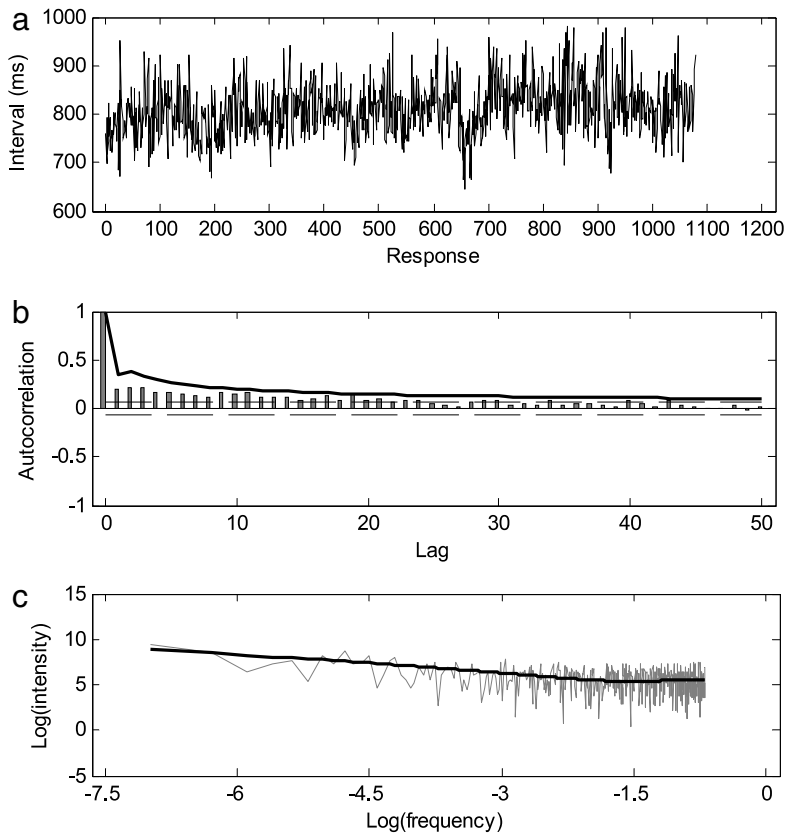 a
1000
900
800
700
600
Interval (ms)
0 100 200 300 400 500 600 700 800 900 1000 1100 1200
Response
b
1
0.5
0
-0.5
-1
Autocorrelation
0 10 20 30 40 50
Lag
c
15
10
5
0
-5
Log(intensity)
-7.5 -6 -4.5 -3 -1.5 0
Log(frequency)